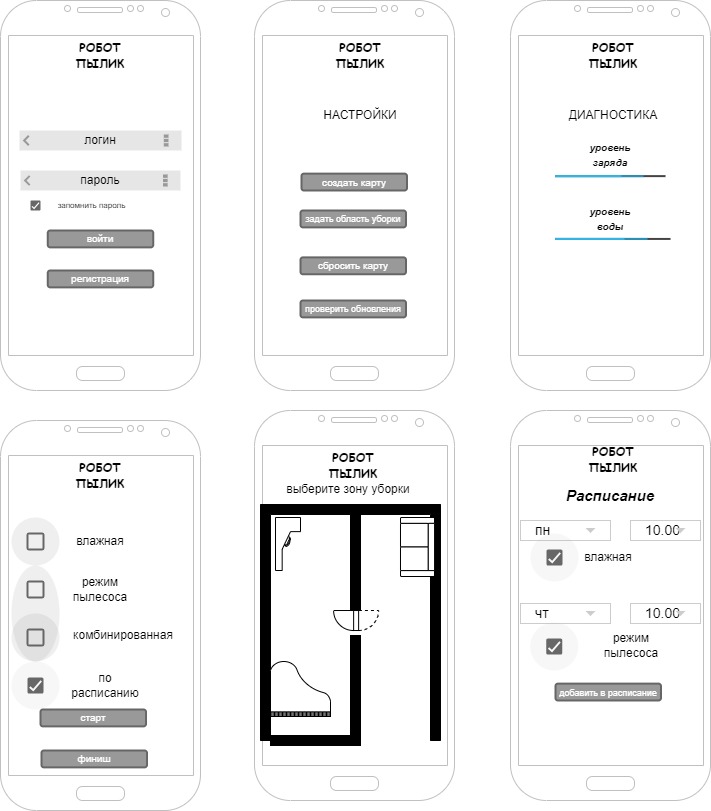 РОБОТ
ПЫЛИК
логин
пароль
запомнить пароль
войти
регистрация
РОБОТ
ПЫЛИК
НАСТРОЙКИ
создать карту
задать область уборки
сбросить карту
проверить обновления
РОБОТ
ПЫЛИК
ДИАГНОСТИКА
уровень
заряда
уровень
воды
РОБОТ
ПЫЛИК
влажная
режим
пылесоса
комбинированная
по
расписанию
старт
финиш
РОБОТ
ПЫЛИК
выберите зону уборки
РОБОТ
ПЫЛИК
Расписание
пн 10.00
влажная
чт 10.00
режим
пылесоса
добавить в расписание